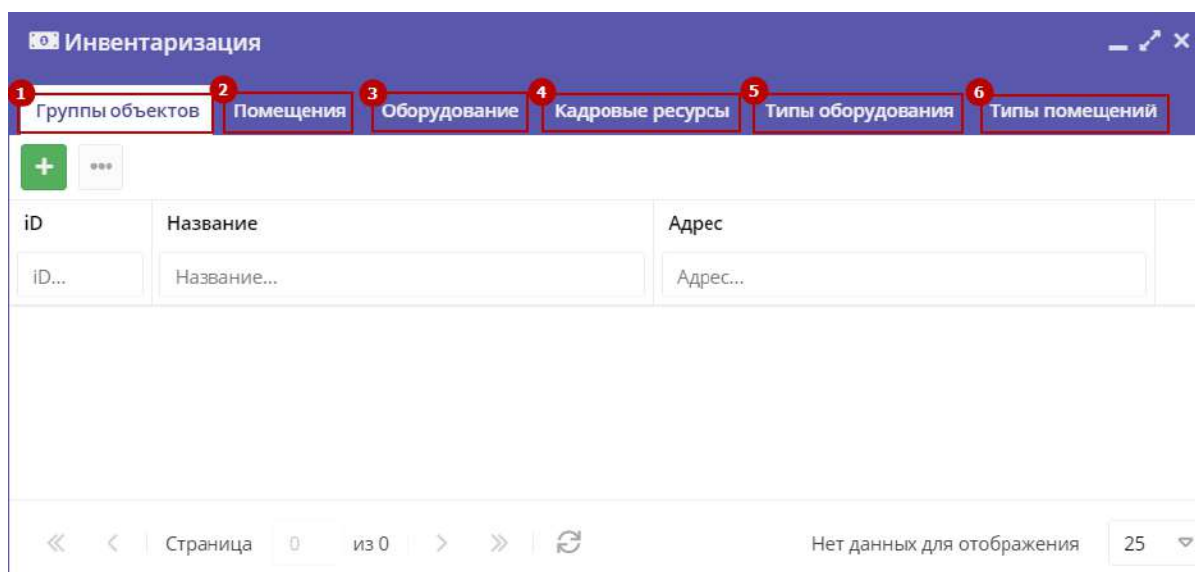 Инвентаризация
1 2 3 4 5 6
Группы объектов Помещения Оборудование Кадровые ресурсы Типы оборудования Типы помещений
iD Название Адрес
iD... Название... Адрес...
Страница 0 из 0 Нет данных для отображения 25